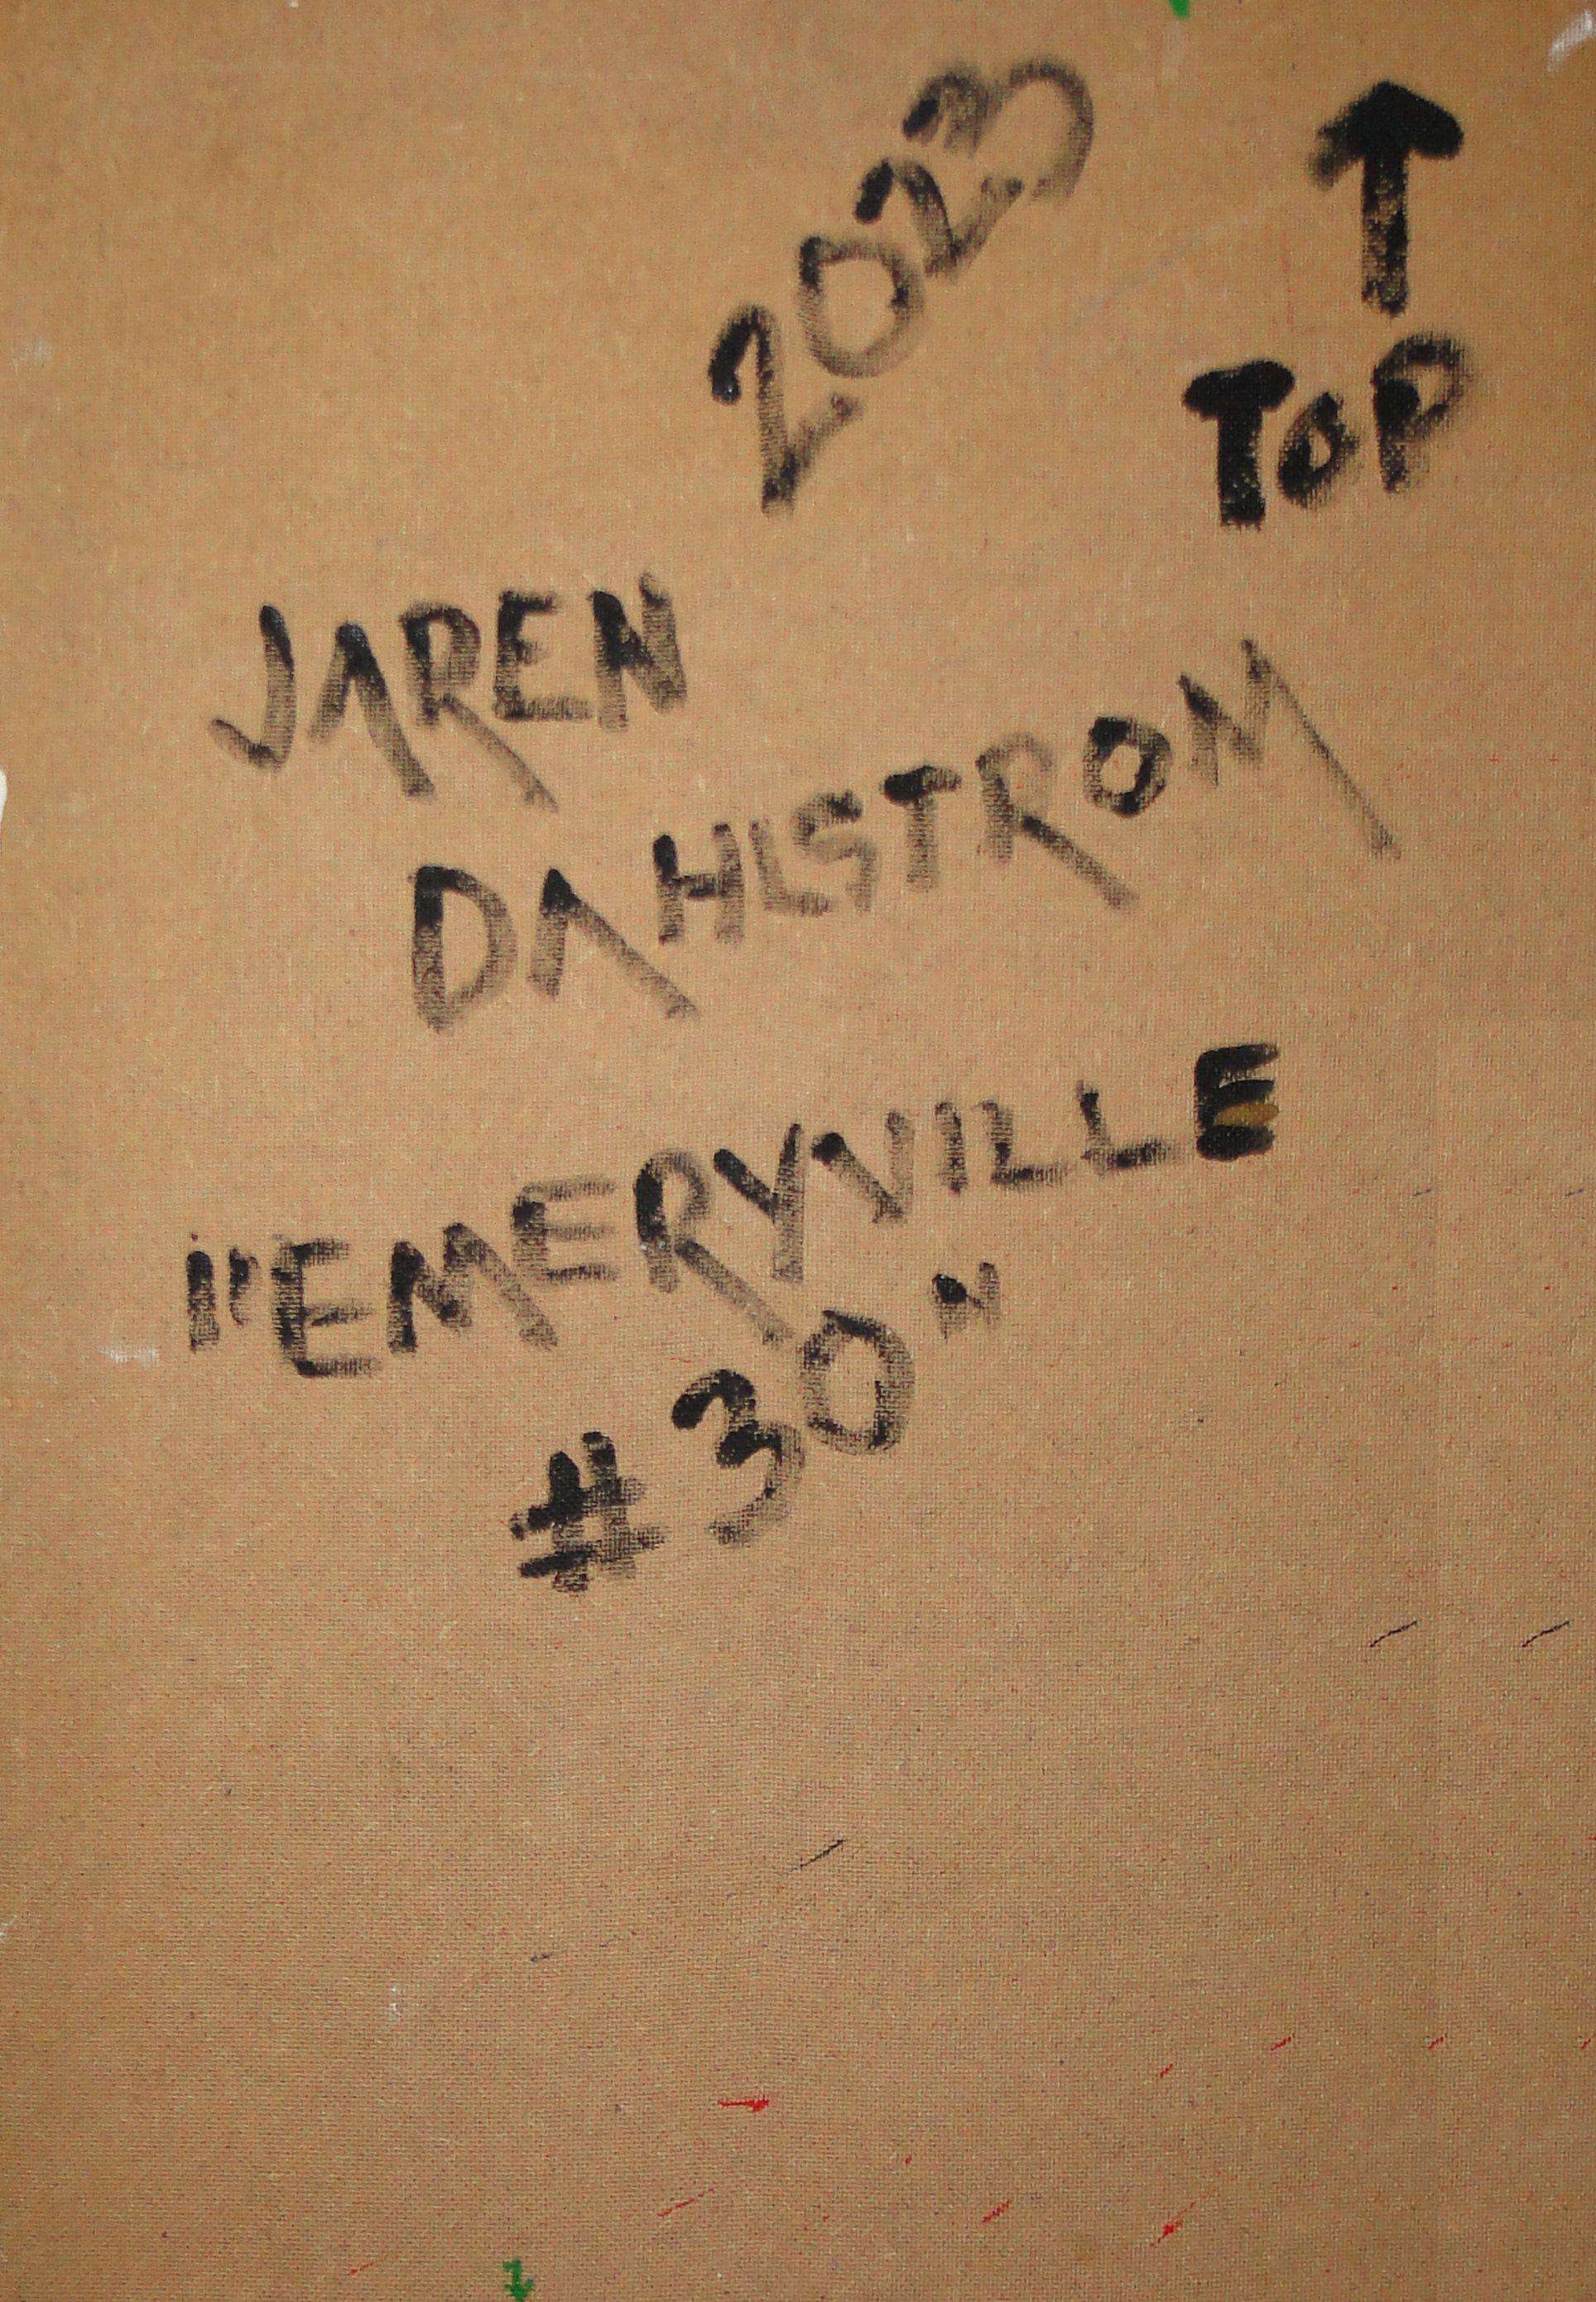 2023
↑
TOP
JAREN
DAHLSTROM
"EMERYVILLE
#30"